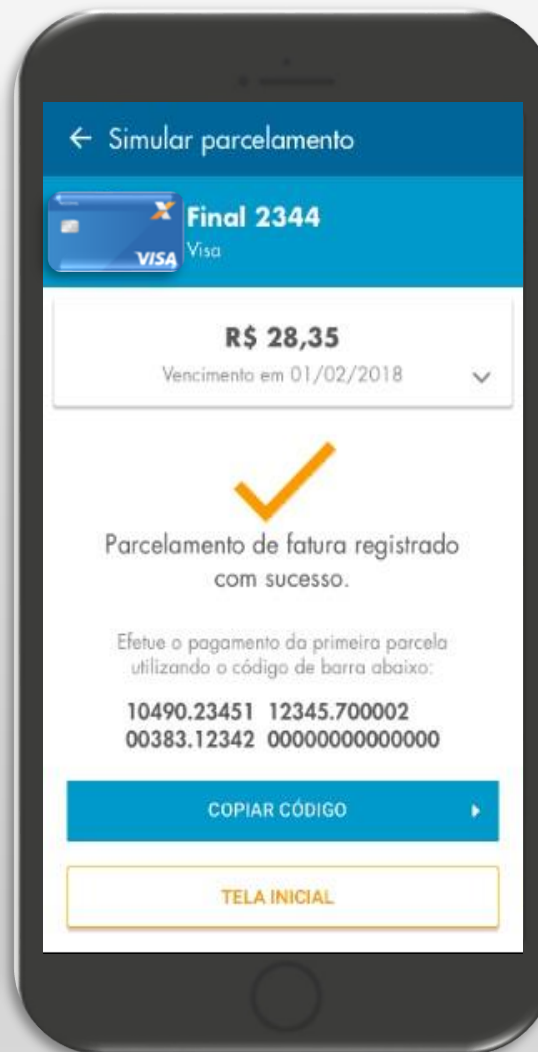 ← Simular parcelamento
X
VISA
Final 2344
Visa
R$ 28,35
Vencimento em 01/02/2018
Parcelamento de fatura registrado
com sucesso.
Efetue o pagamento da primeira parcela
utilizando o código de barra abaixo:
10490.23451 12345.700002
00383.12342 00000000000000
COPIAR CÓDIGO
TELA INICIAL